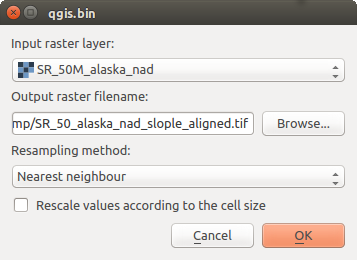 qgis.bin
Input raster layer:
SR_50M_alaska_nad
Output raster filename:
mp/SR_50_alaska_nad_slople_aligned.tif
Browse...
Resampling method:
Nearest neighbour
Rescale values according to the cell size
Cancel
OK